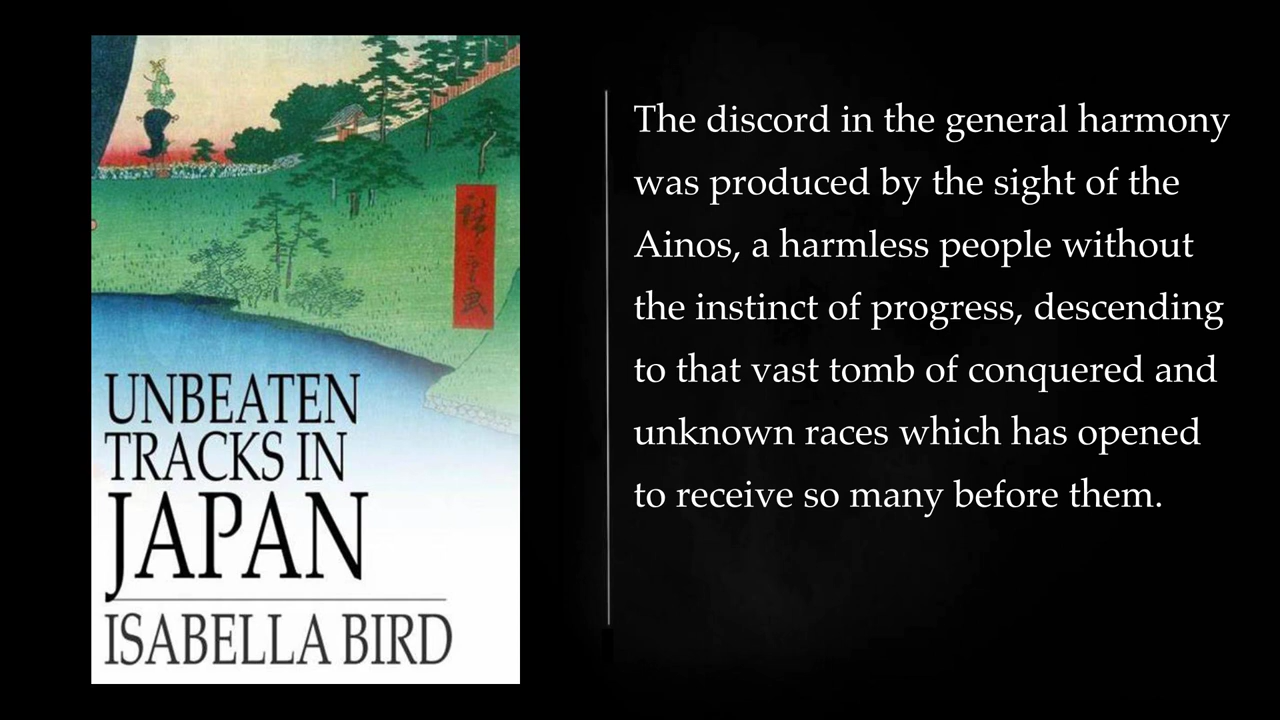 UNBEATEN
TRACKS IN
JAPAN
ISABELLA BIRD
The discord in the general harmony
was produced by the sight of the
Ainos, a harmless people without
the instinct of progress, descending
to that vast tomb of conquered and
unknown races which has opened
to receive so many before them.